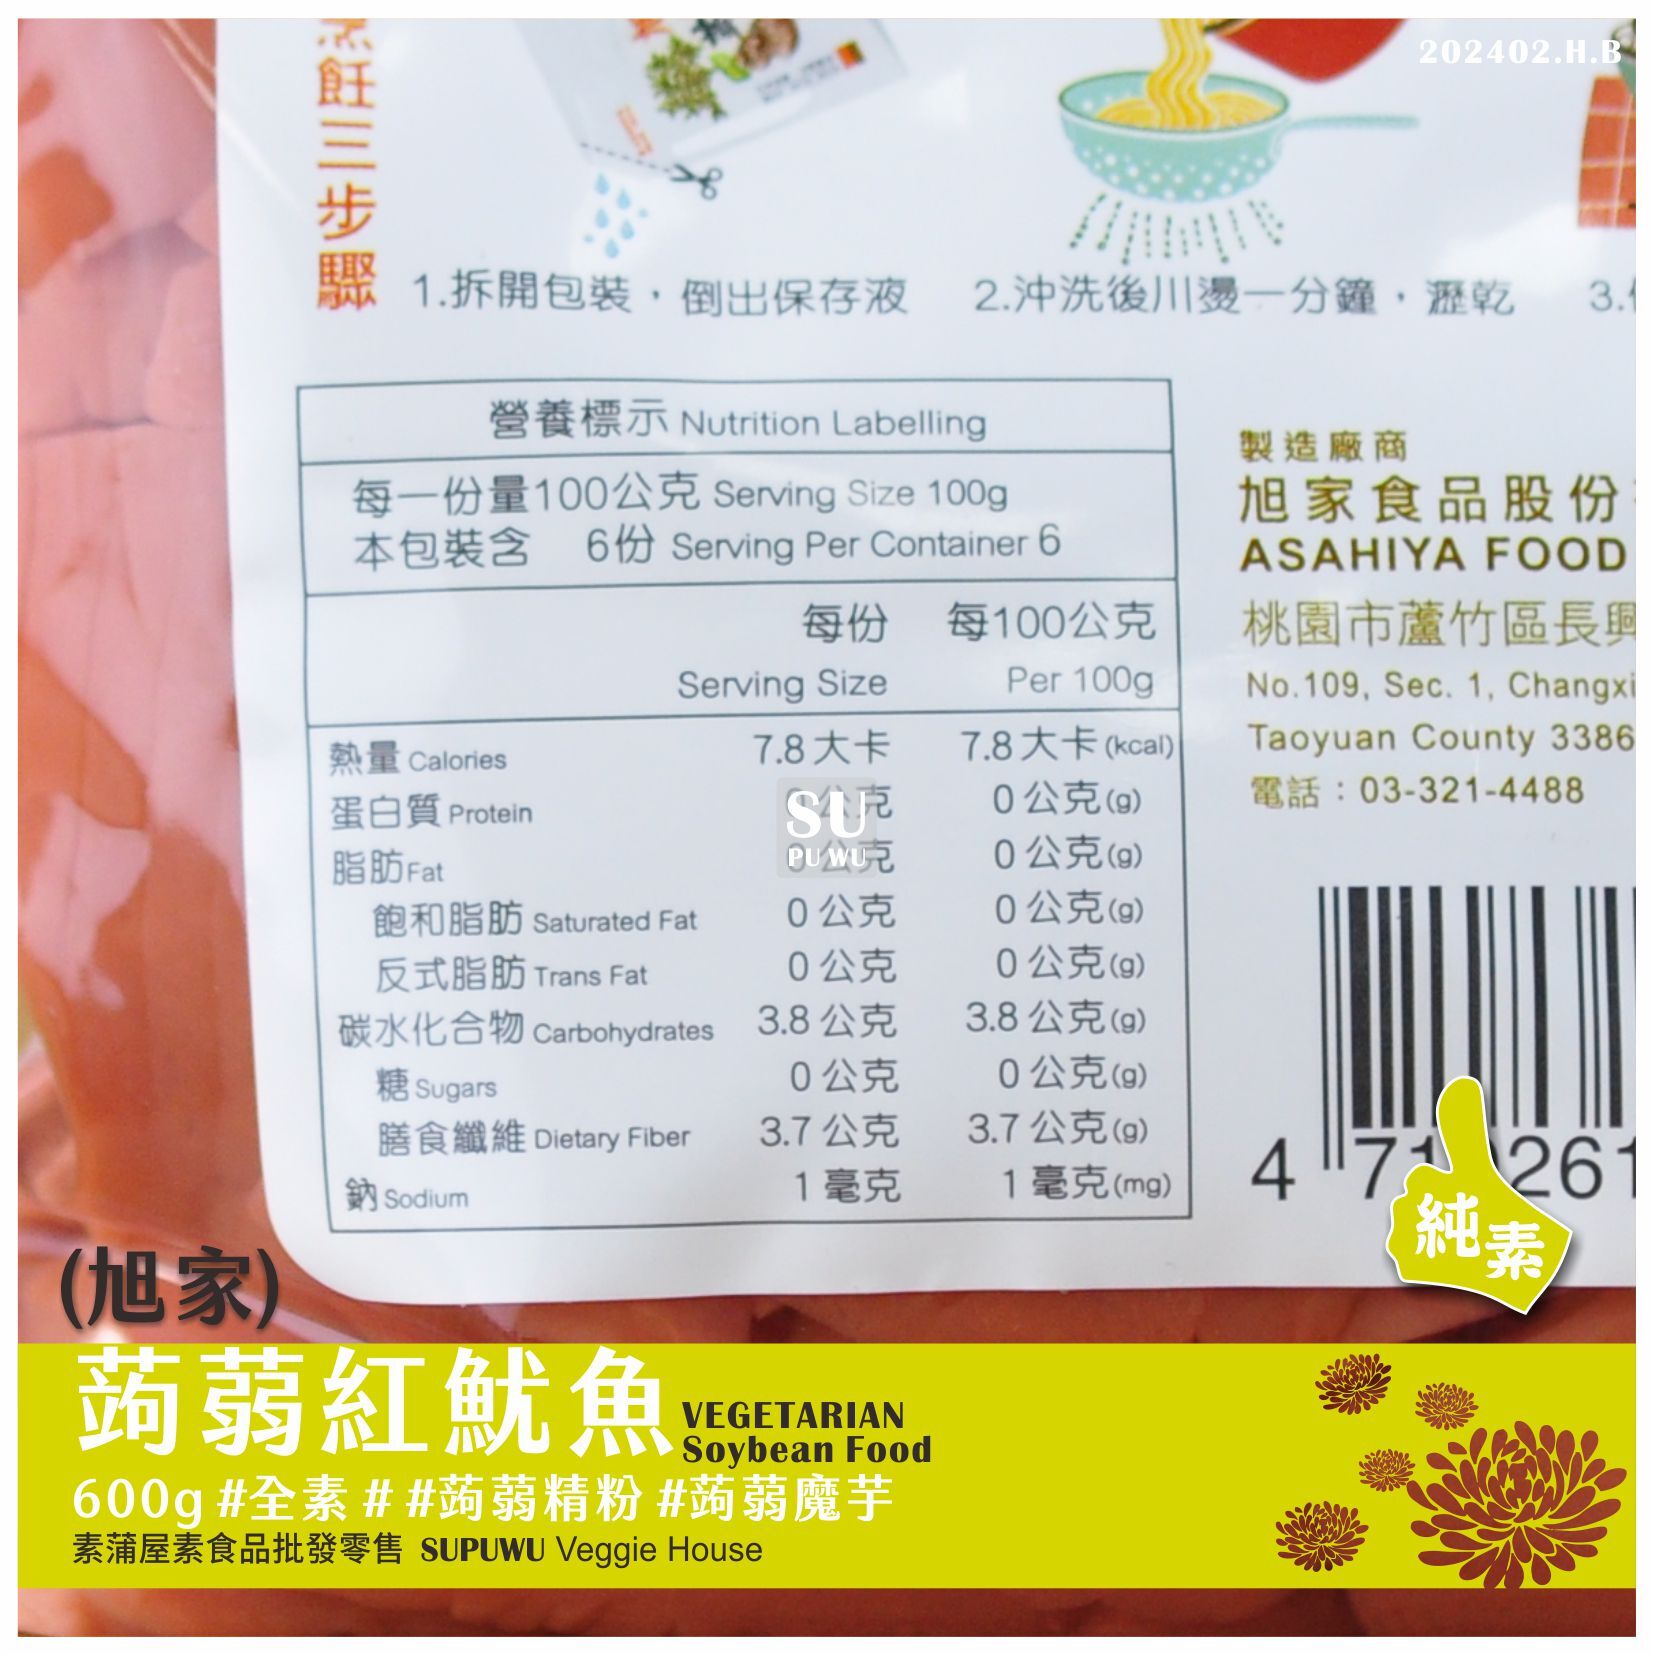 202402.H.B
烹飪三步驟
1.拆開包裝，倒出保存液
2.沖洗後川燙一分鐘，瀝乾
3.
營養標示 Nutrition Labelling
每一份量100公克 Serving Size 100g
本包裝含 6份 Serving Per Container 6
每份 每100公克
Serving Size Per 100g
熱量 Calories 7.8大卡 7.8大卡(kcal)
蛋白質 Protein 0公克 0公克(g)
脂肪 Fat 0公克 0公克(g)
飽和脂肪 Saturated Fat 0公克 0公克(g)
反式脂肪 Trans Fat 0公克 0公克(g)
碳水化合物 Carbohydrates 3.8公克 3.8公克(g)
糖 Sugars 0公克 0公克(g)
膳食纖維 Dietary Fiber 3.7公克 3.7公克(g)
鈉 Sodium 1毫克 1毫克(mg)
SU
PU WU
製造廠商
旭家食品股份
ASAHIYA FOOD
桃園市蘆竹區長興
No.109, Sec. 1, Changxi
Taoyuan County 3386
電話：03-321-4488
4 71 261
純素
(旭家)
蒟蒻紅魷魚
VEGETARIAN
Soybean Food
600g #全素 # #蒟蒻精粉 #蒟蒻魔芋
素蒲屋素食品批發零售 SUPUWU Veggie House